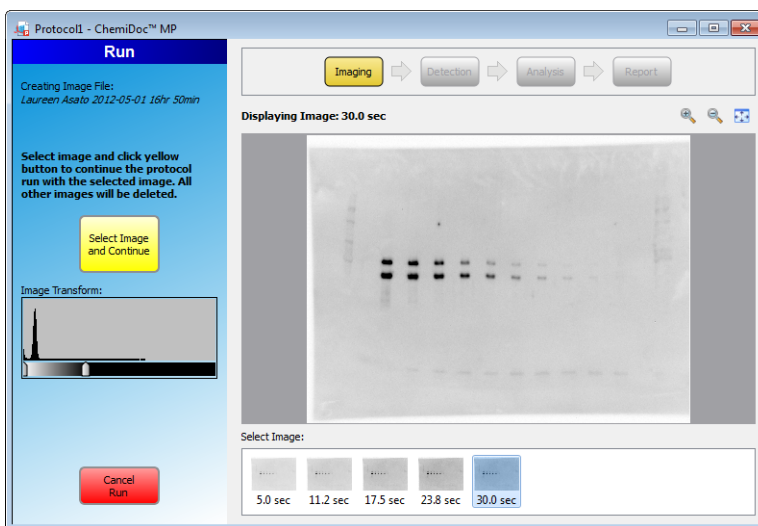 Protocol1 - ChemiDoc™ MP
Run
Creating Image File:
Laureen Asato 2012-05-01 16hr 50min
Select image and click yellow
button to continue the protocol
run with the selected image. All
other images will be deleted.
Select Image
and Continue
Image Transform:
Cancel
Run
Imaging
Detection
Analysis
Report
Displaying Image: 30.0 sec
Select Image:
5.0 sec
11.2 sec
17.5 sec
23.8 sec
30.0 sec